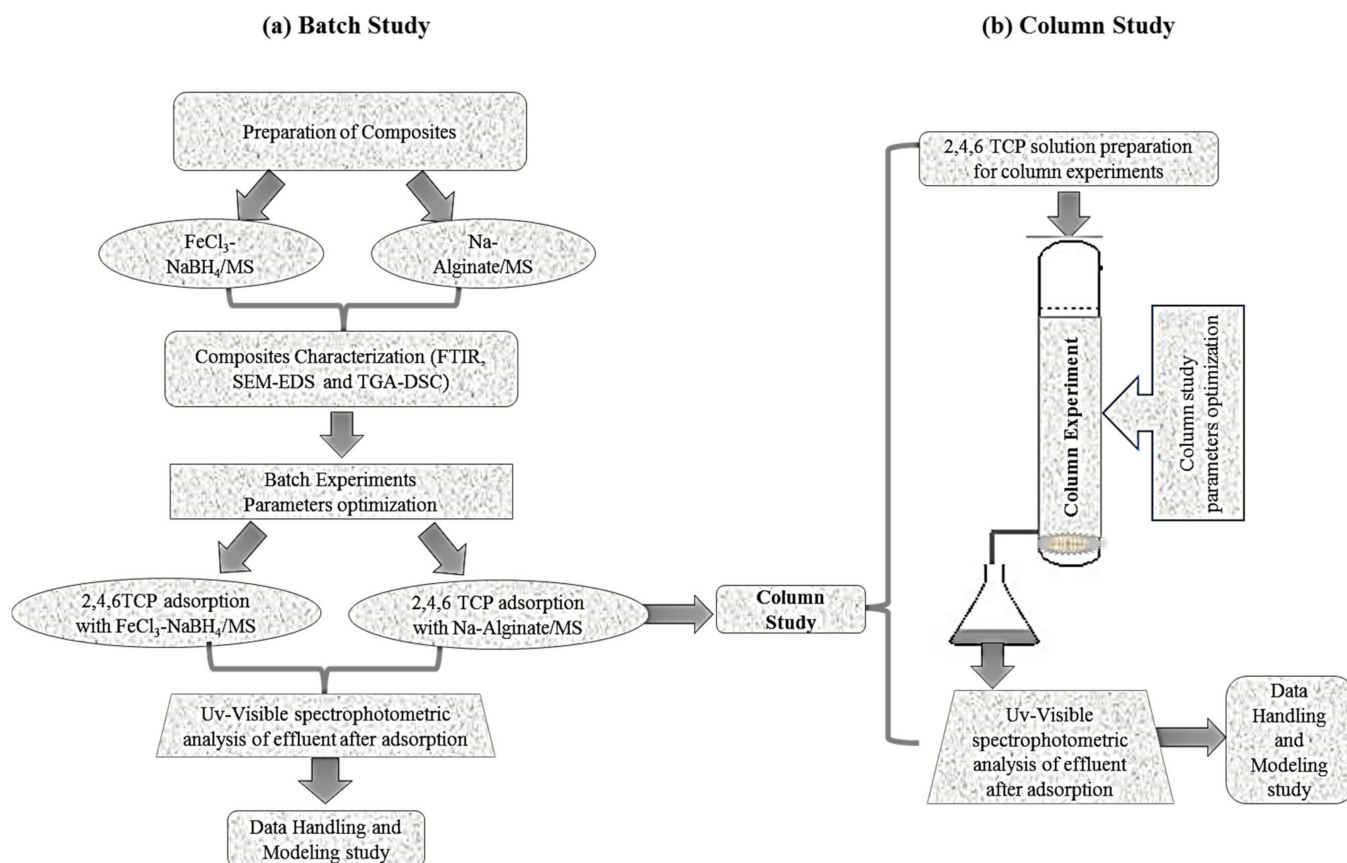 (a) Batch Study
Preparation of Composites
FeCl₃-
NaBH₄/MS
Na-
Alginate/MS
Composites Characterization (FTIR,
SEM-EDS and TGA-DSC)
Batch Experiments
Parameters optimization
2,4,6TCP adsorption
with FeCl₃-NaBH₄/MS
2,4,6 TCP adsorption
with Na-Alginate/MS
Uv-Visible spectrophotometric
analysis of effluent after adsorption
Data Handling and
Modeling study
Column
Study
(b) Column Study
2,4,6 TCP solution preparation
for column experiments
Column Experiment
Column study
parameters optimization
Uv-Visible
spectrophotometric
analysis of effluent
after adsorption
Data
Handling
and
Modeling
study